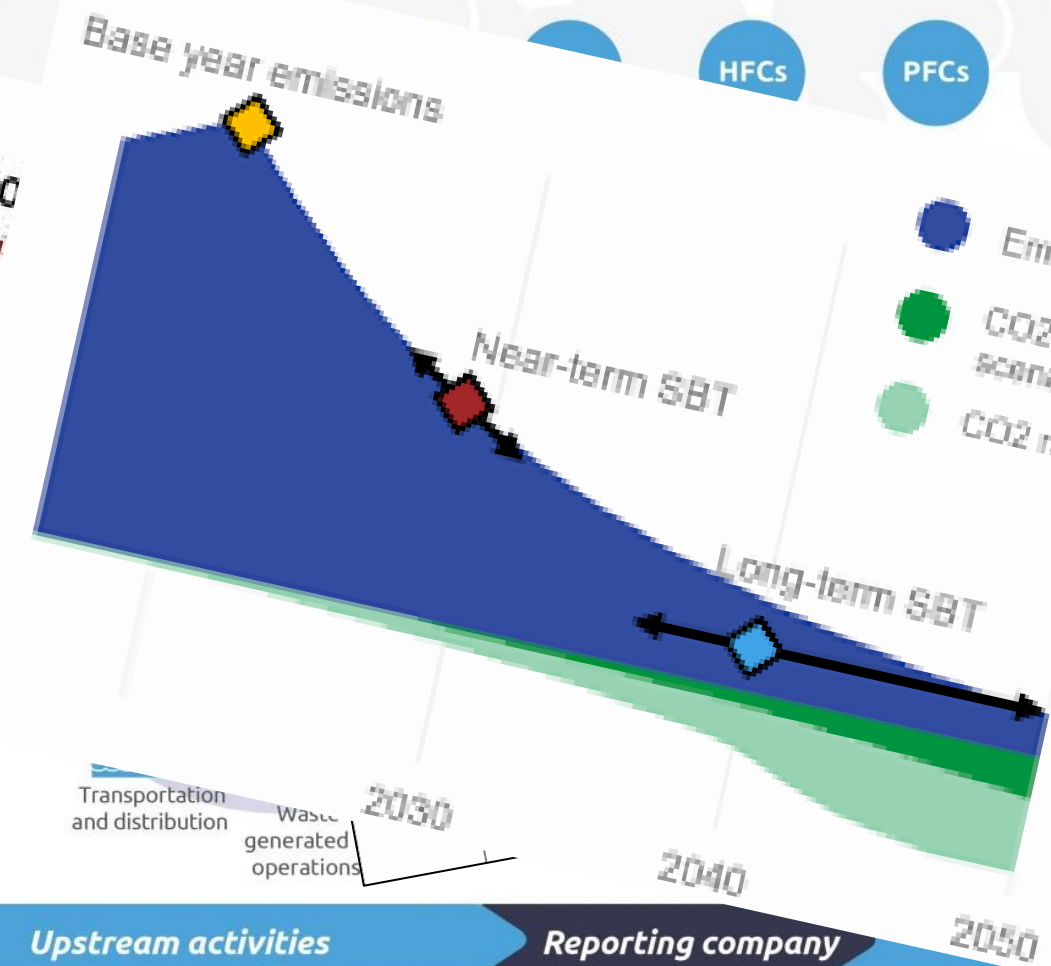 HFCs
PFCs
Base year emissions
Near-term SBT
CO2
Long-term SBT
2030
2040
2050
Transportation
and distribution
generated
operations
Upstream activities
Reporting company